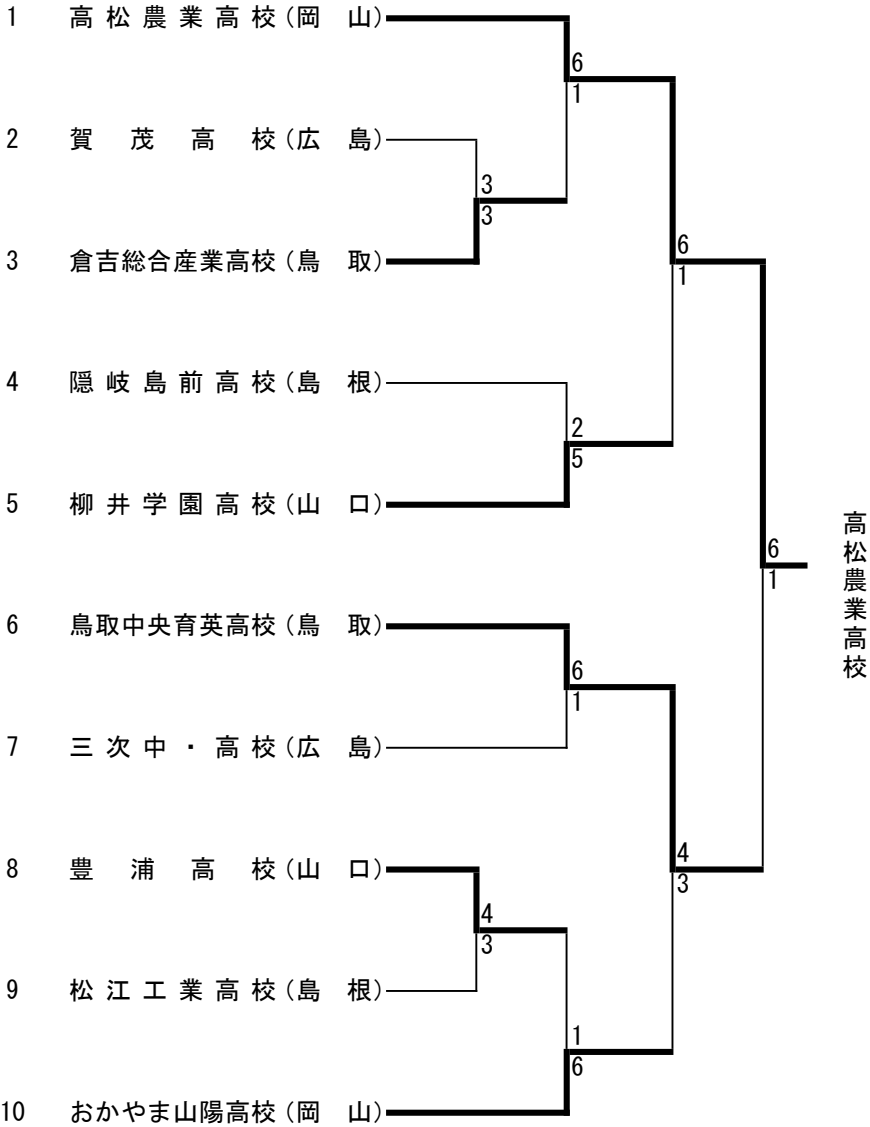 1 高松農業高校(岡 山)
6
1
2 賀茂高校(広 島)
3
3
3 倉吉総合産業高校(鳥 取)
6
1
4 隠岐島前高校(島 根)
2
5
5 柳井学園高校(山 口)
6
1
高松農業高校
6 鳥取中央育英高校(鳥 取)
6
1
7 三次中・高校(広 島)
8 豊浦高校(山 口)
4
3
4
3
9 松江工業高校(島 根)
1
6
10 おかやま山陽高校(岡 山)